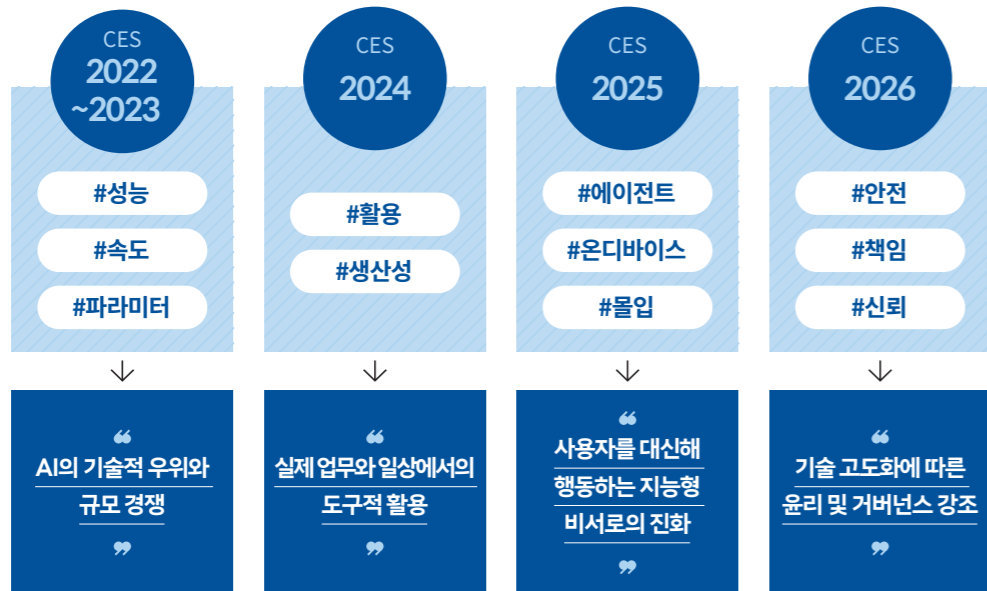 CES
2022
~2023
#성능
#속도
#파라미터
“
AI의 기술적 우위와
규모 경쟁
”
CES
2024
#활용
#생산성
“
실제 업무와 일상에서의
도구적 활용
”
CES
2025
#에이전트
#온디바이스
#몰입
“
사용자를 대신해
행동하는 지능형
비서로의 진화
”
CES
2026
#안전
#책임
#신뢰
“
기술 고도화에 따른
윤리 및 거버넌스 강조
”